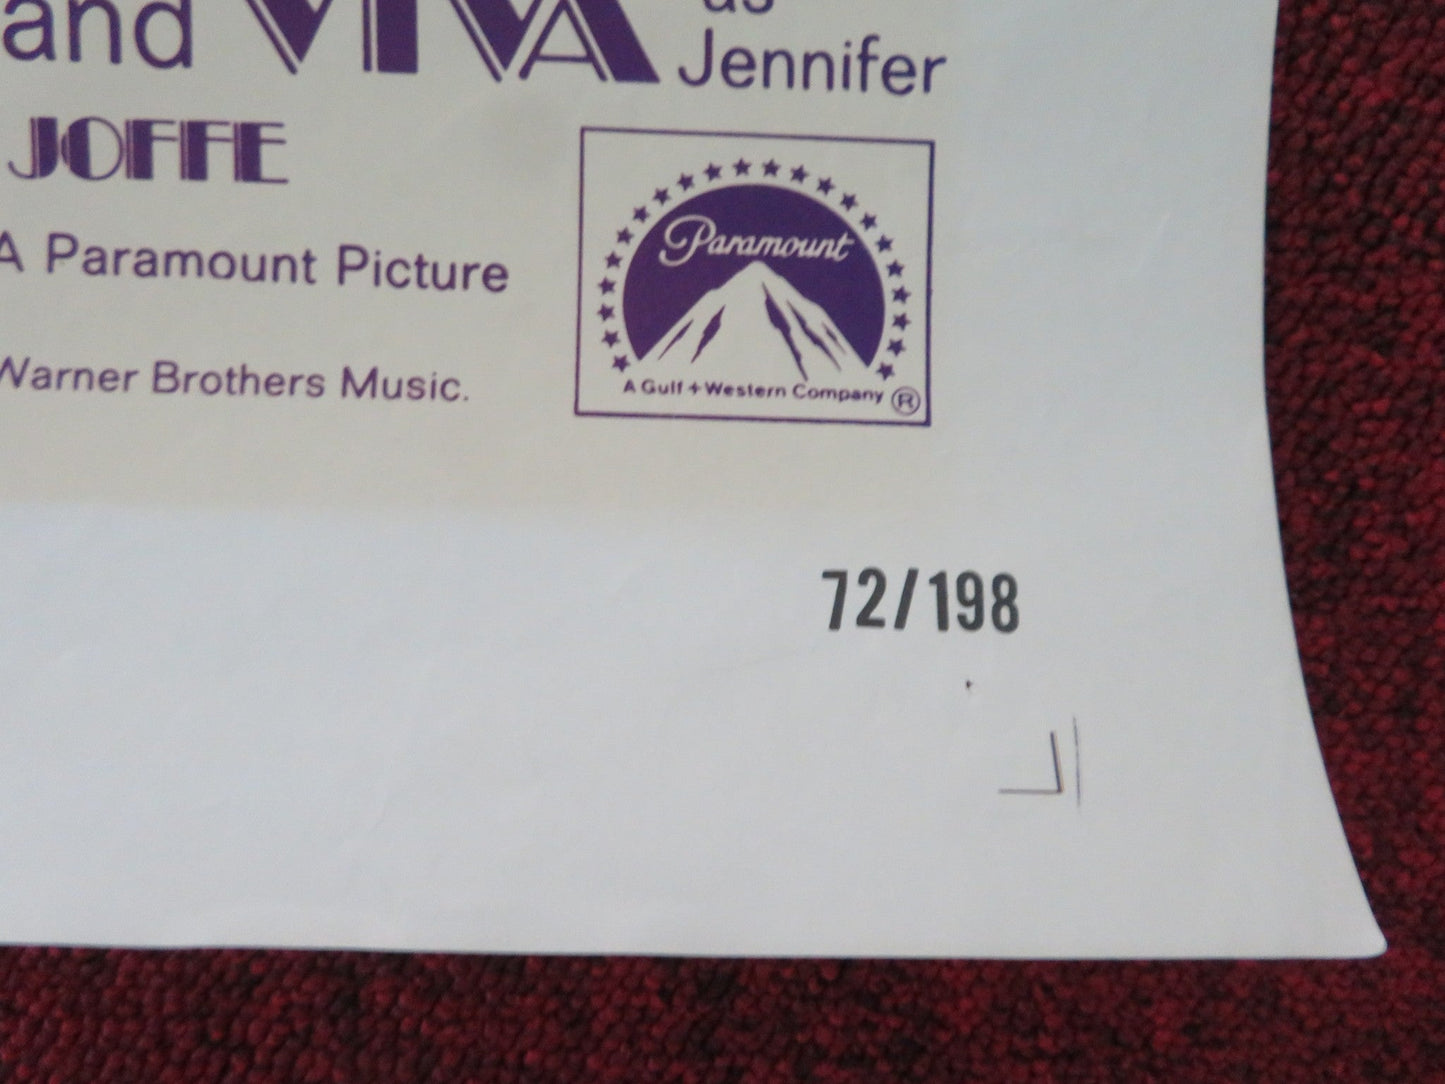 and VIVA as
Jennifer
JOFFE
A Paramount Picture
Warner Brothers Music.
Paramount
A Gulf + Western Company ®
72/198